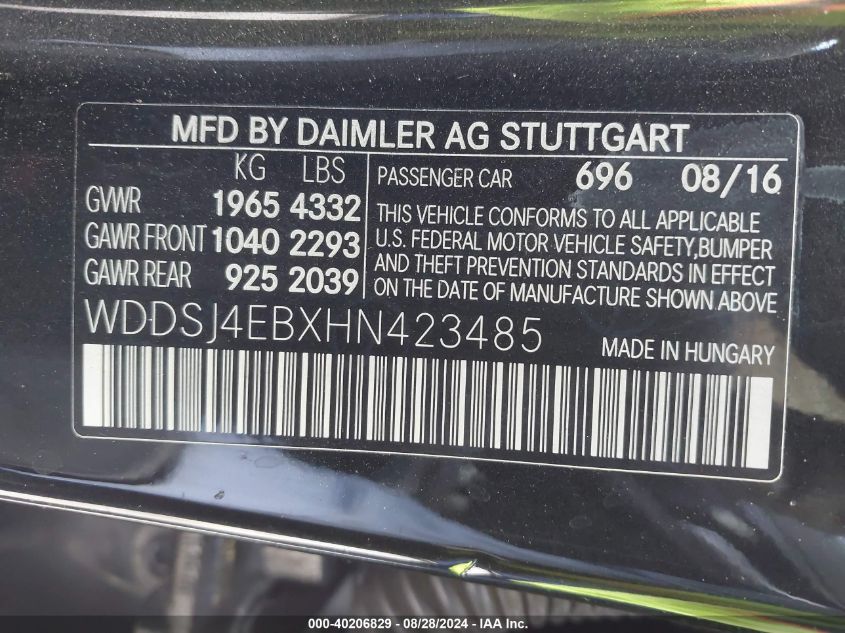 MFD BY DAIMLER AG STUTTGART
KG LBS
GVWR 1965 4332
GAWR FRONT 1040 2293
GAWR REAR 925 2039
PASSENGER CAR 696 08/16
THIS VEHICLE CONFORMS TO ALL APPLICABLE
U.S. FEDERAL MOTOR VEHICLE SAFETY,BUMPER
AND THEFT PREVENTION STANDARDS IN EFFECT
ON THE DATE OF MANUFACTURE SHOWN ABOVE
WDDSJ4EBXHN423485
MADE IN HUNGARY
000-40206829 - 08/28/2024 - IAA Inc.